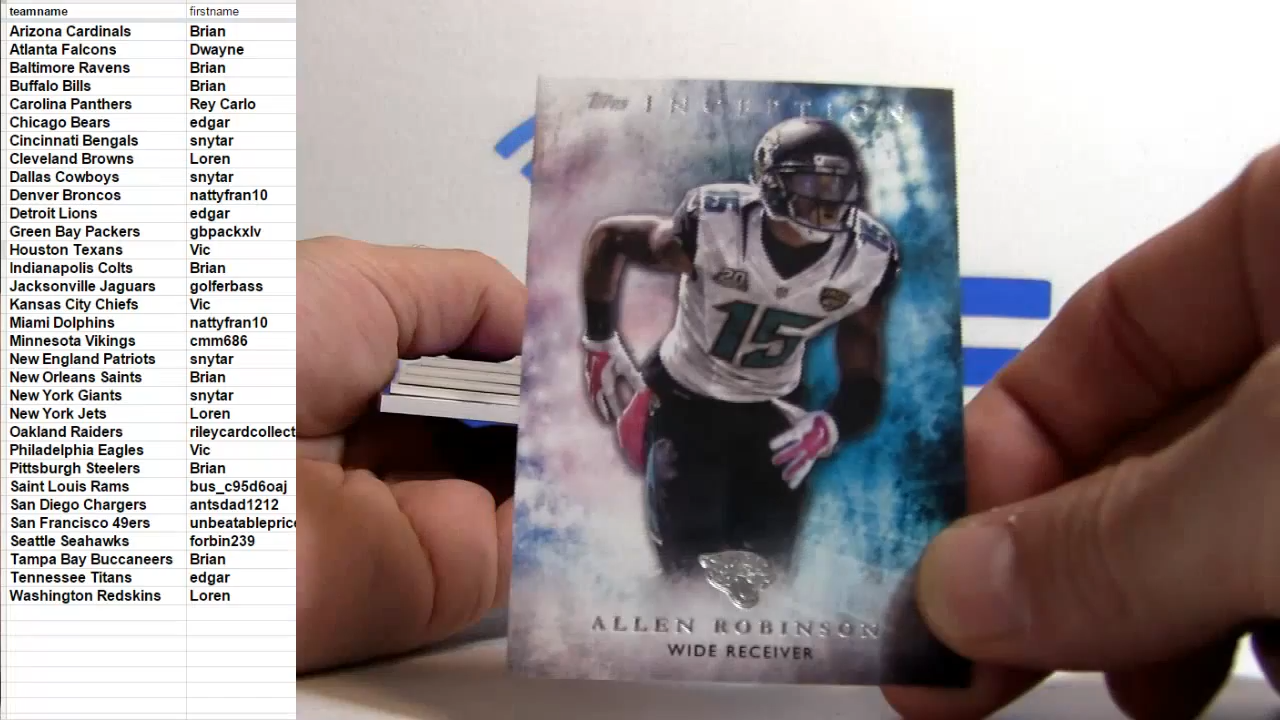 teamname firstname
Arizona Cardinals Brian
Atlanta Falcons Dwayne
Baltimore Ravens Brian
Buffalo Bills Brian
Carolina Panthers Rey Carlo
Chicago Bears edgar
Cincinnati Bengals snytar
Cleveland Browns Loren
Dallas Cowboys snytar
Denver Broncos nattyfran10
Detroit Lions edgar
Green Bay Packers gbpackxlv
Houston Texans Vic
Indianapolis Colts Brian
Jacksonville Jaguars golferbass
Kansas City Chiefs Vic
Miami Dolphins nattyfran10
Minnesota Vikings cmm686
New England Patriots snytar
New Orleans Saints Brian
New York Giants snytar
New York Jets Loren
Oakland Raiders rileycardcollect
Philadelphia Eagles Vic
Pittsburgh Steelers Brian
Saint Louis Rams bus_c95d6oaj
San Diego Chargers antsdad1212
San Francisco 49ers unbeatableprice
Seattle Seahawks forbin239
Tampa Bay Buccaneers Brian
Tennessee Titans edgar
Washington Redskins Loren
Topps INCEPTION
15 15
20
15
ALLEN ROBINSON
WIDE RECEIVER